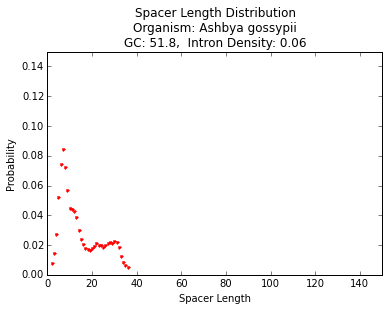 Spacer Length Distribution
Organism: Ashbya gossypii
GC: 51.8,  Intron Density: 0.06
0.14
0.12
0.10
0.08
0.06
0.04
0.02
0.00
Probability
0 20 40 60 80 100 120 140
Spacer Length